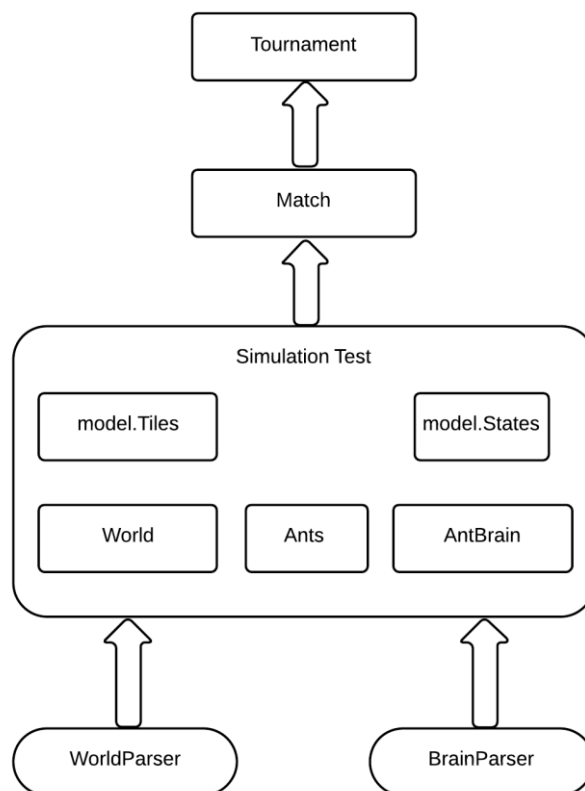 Tournament
Match
Simulation Test
model.Tiles
model.States
World
Ants
AntBrain
WorldParser
BrainParser